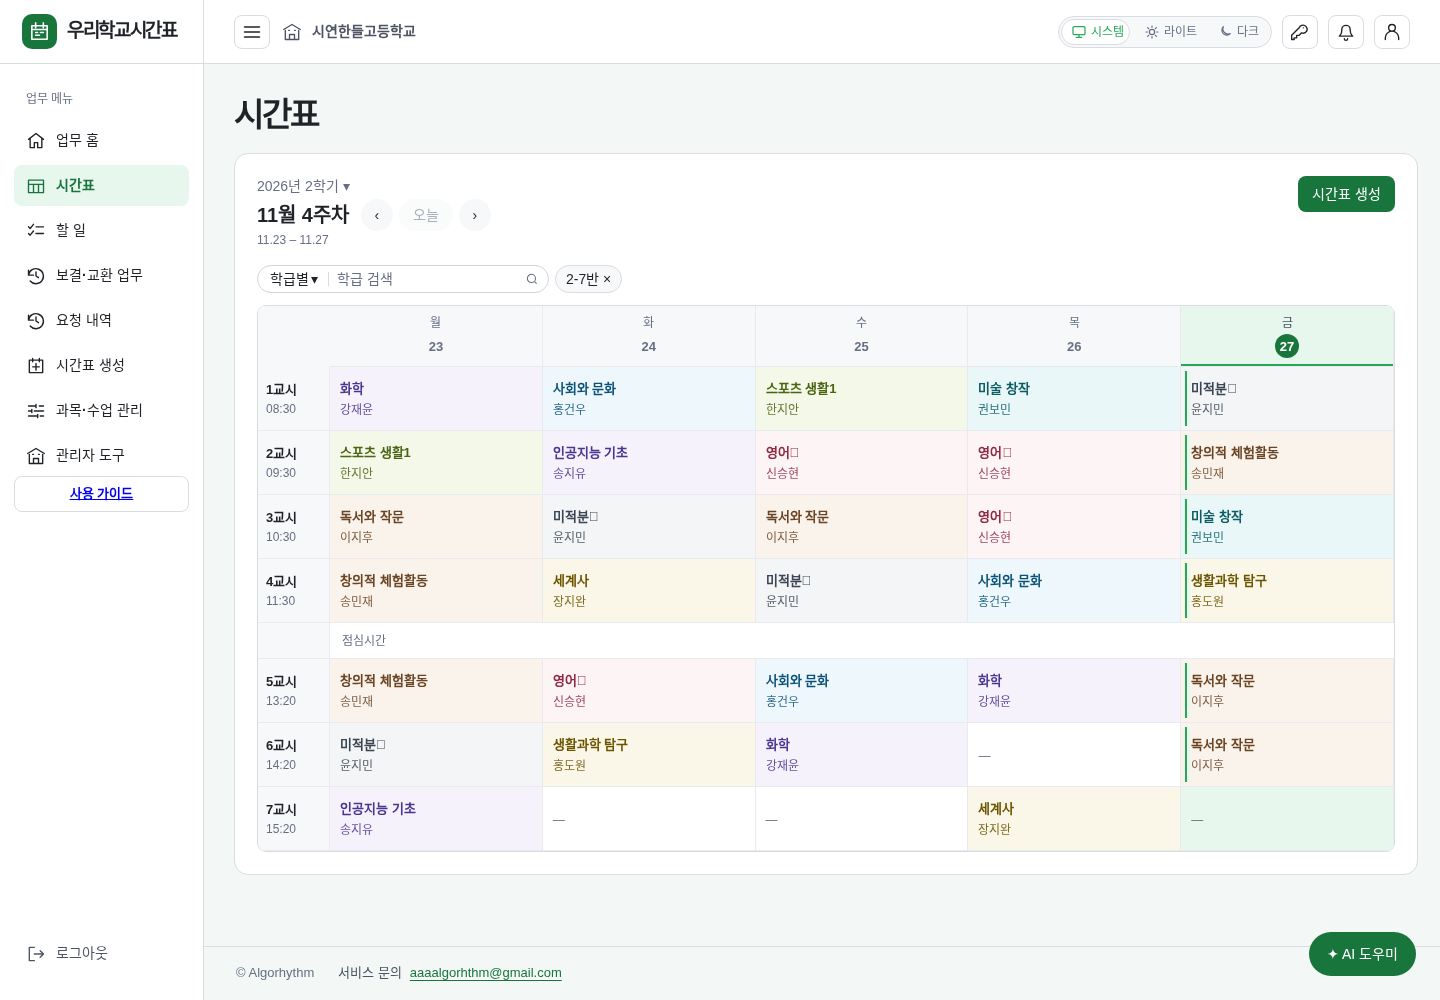 우리학교시간표
시연한들고등학교
시스템 라이트 다크
업무 메뉴
업무 홈
시간표
할 일
보결·교환 업무
요청 내역
시간표 생성
과목·수업 관리
관리자 도구
사용 가이드
로그아웃
시간표
2026년 2학기 ▾
11월 4주차 ‹ 오늘 ›
11.23 – 11.27
시간표 생성
학급별 ▾ 학급 검색 2-7반 ×
월 화 수 목 금
23 24 25 26 27
1교시 화학 사회와 문화 스포츠 생활1 미술 창작 미적분
08:30 강재윤 홍건우 한지안 권보민 윤지민
2교시 스포츠 생활1 인공지능 기초 영어 영어 창의적 체험활동
09:30 한지안 송지유 신승현 신승현 송민재
3교시 독서와 작문 미적분 독서와 작문 영어 미술 창작
10:30 이지후 윤지민 이지후 신승현 권보민
4교시 창의적 체험활동 세계사 미적분 사회와 문화 생활과학 탐구
11:30 송민재 장지완 윤지민 홍건우 홍도원
점심시간
5교시 창의적 체험활동 영어 사회와 문화 화학 독서와 작문
13:20 송민재 신승현 홍건우 강재윤 이지후
6교시 미적분 생활과학 탐구 화학 — 독서와 작문
14:20 윤지민 홍도원 강재윤 이지후
7교시 인공지능 기초 — — 세계사 —
15:20 송지유 장지완
© Algorhythm 서비스 문의 aaaalgorhthm@gmail.com
✦ AI 도우미